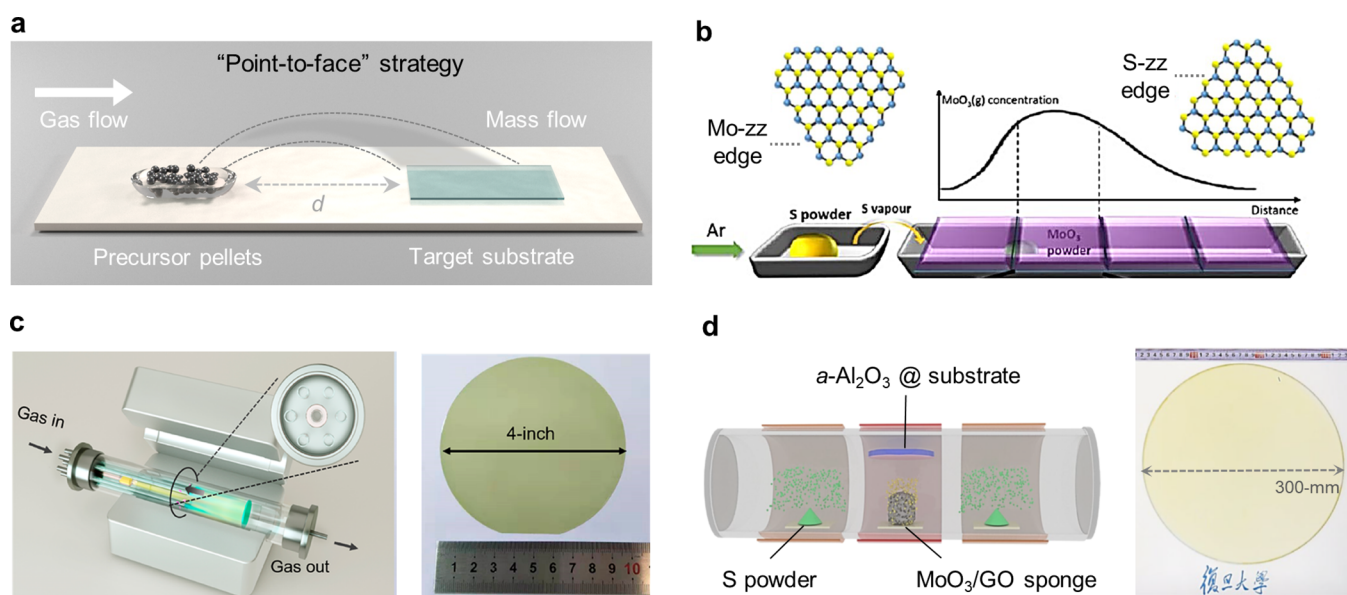 a
"Point-to-face" strategy
Gas flow
Mass flow
d
Precursor pellets
Target substrate
b
Mo-zz
edge
MoO₃(g) concentration
S-zz
edge
Distance
Ar
S powder
S vapour
MoO₃
powder
c
Gas in
Gas out
4-inch
1 2 3 4 5 6 7 8 9 10
d
a-Al₂O₃ @ substrate
S powder
MoO₃/GO sponge
300-mm
復旦大學